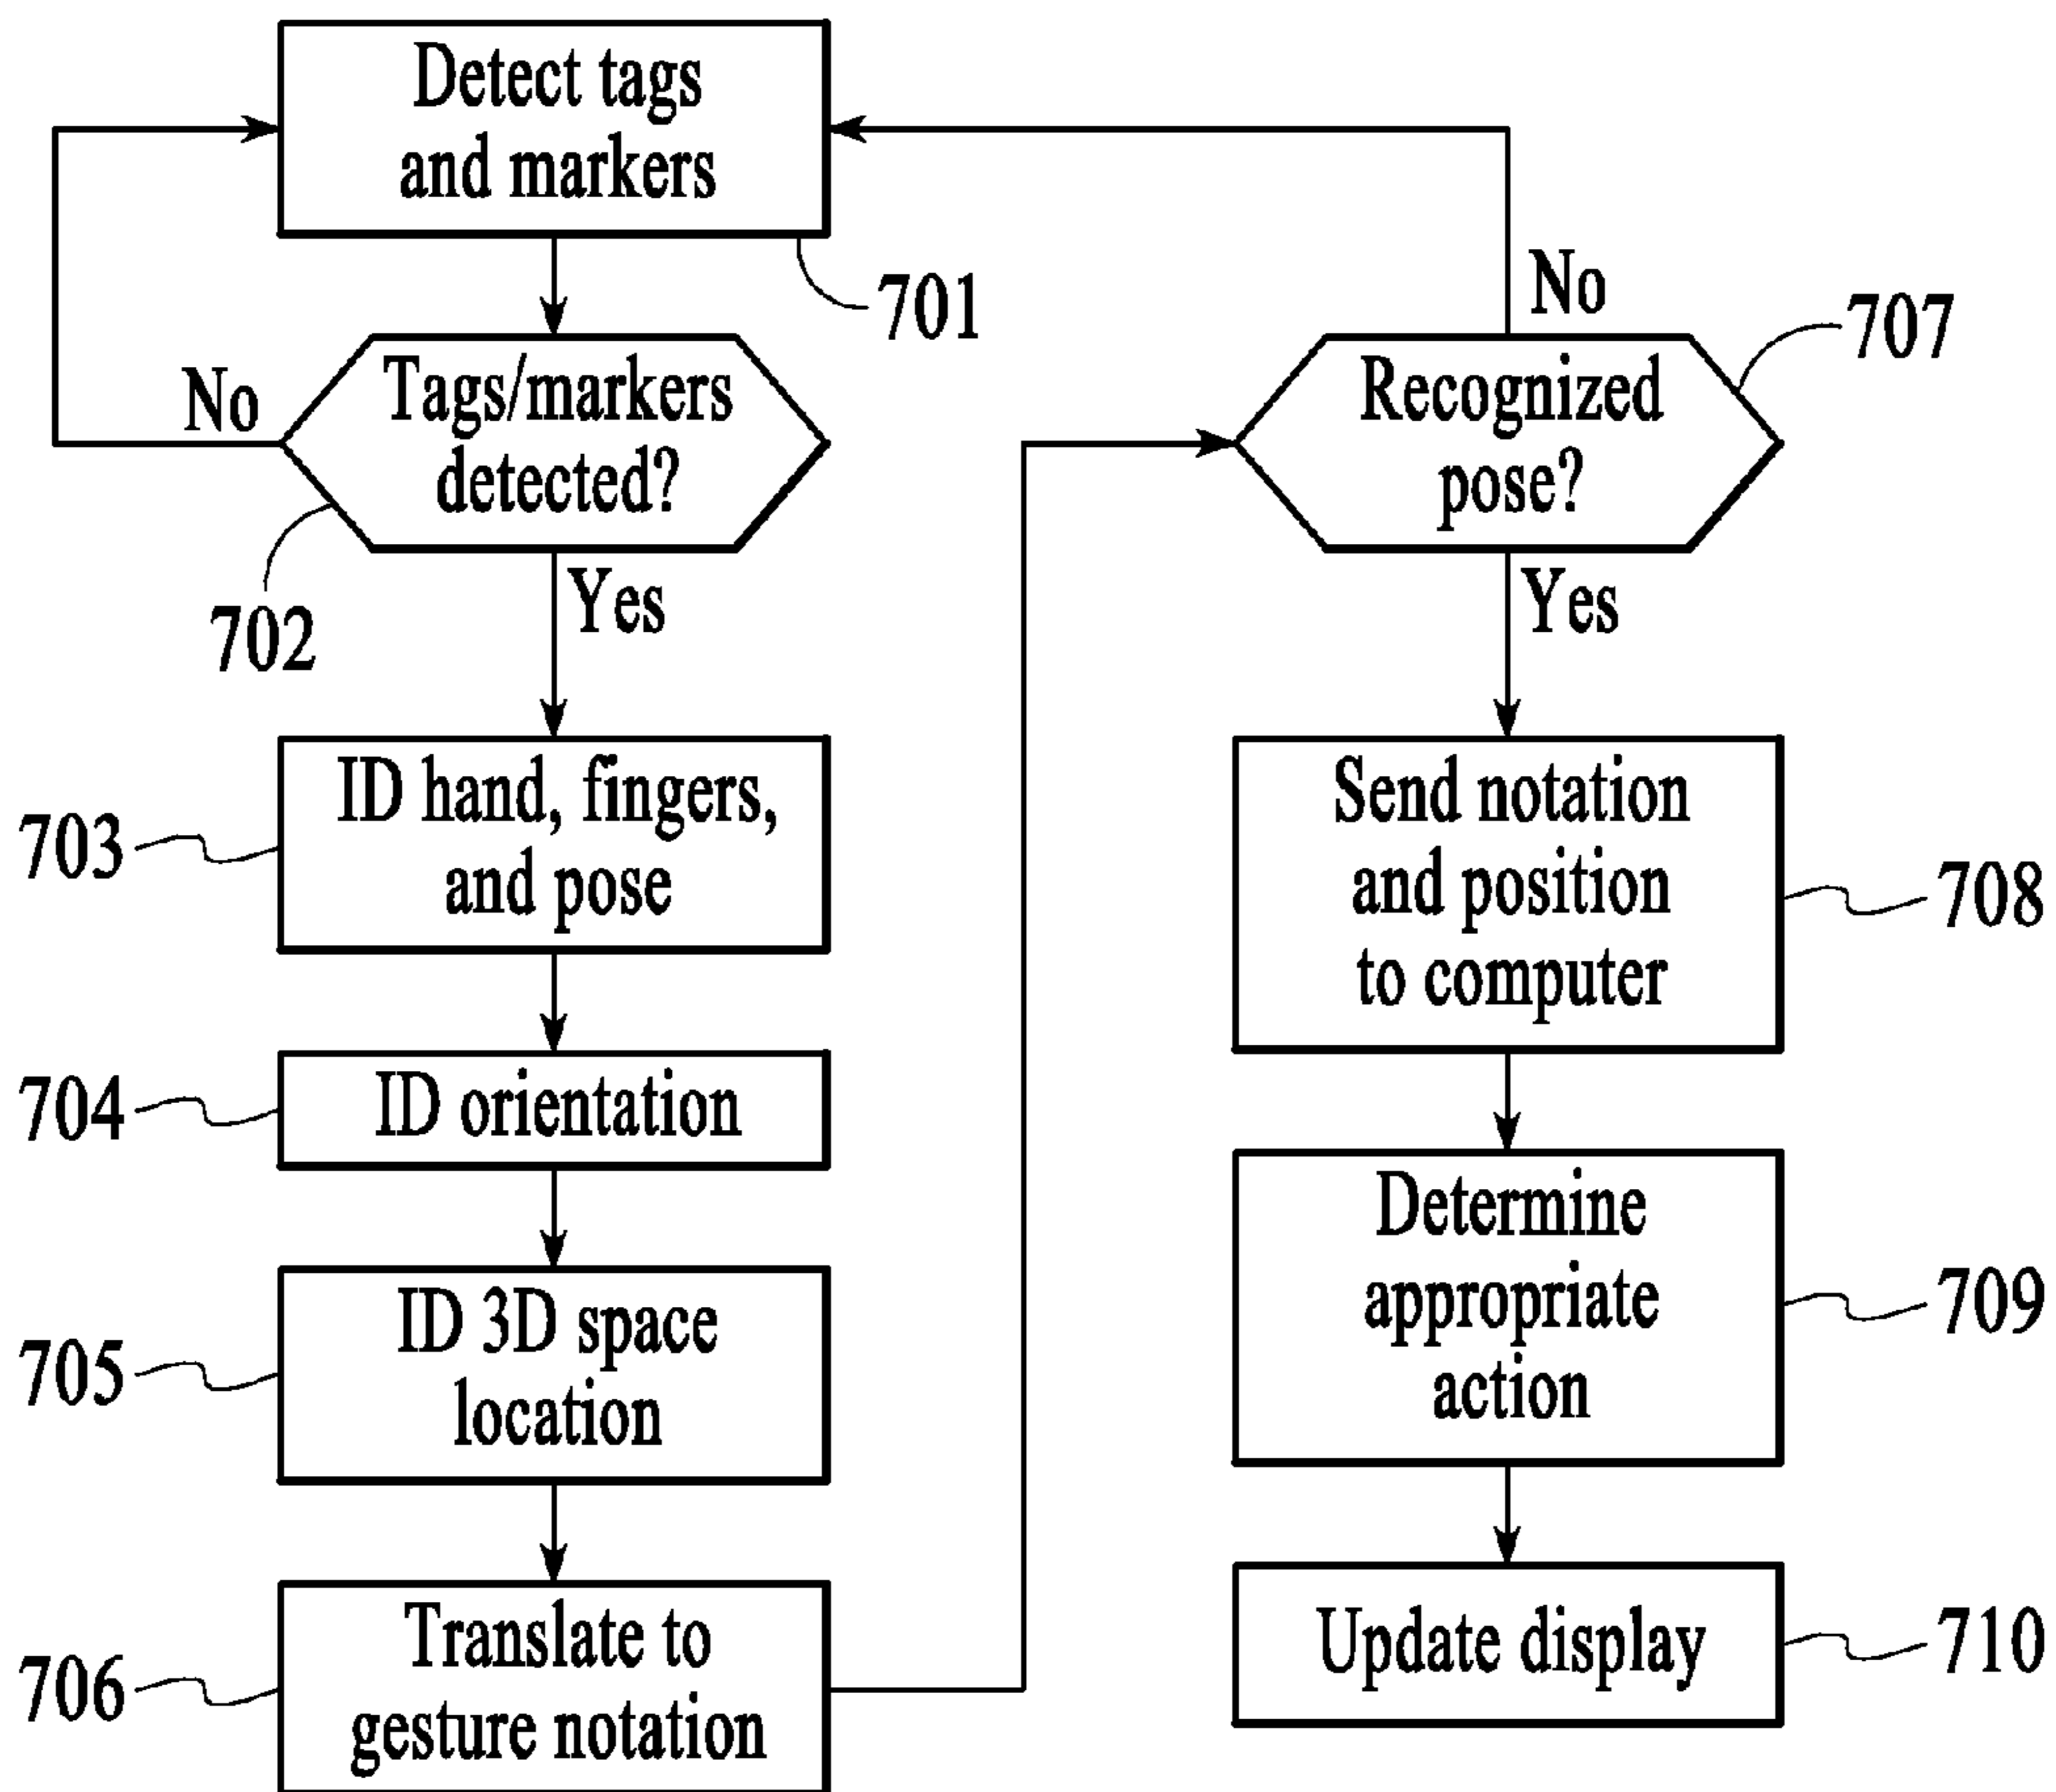 Detect tags
and markers
701
Tags/markers
detected?
No
702
Yes
ID hand, fingers,
and pose
703
ID orientation
704
ID 3D space
location
705
Translate to
gesture notation
706
Recognized
pose?
No
707
Yes
Send notation
and position
to computer
708
Determine
appropriate
action
709
Update display
710